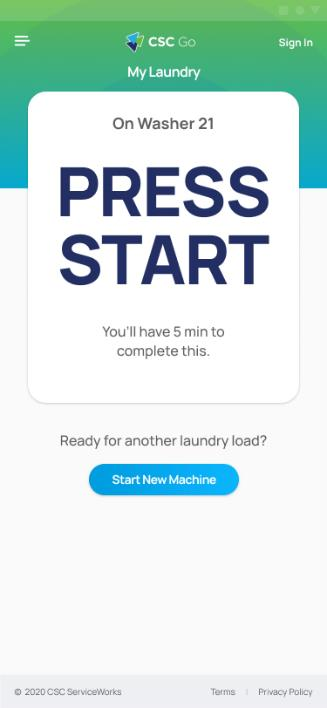 CSC Go
Sign In
My Laundry
On Washer 21
PRESS
START
You'll have 5 min to
complete this.
Ready for another laundry load?
Start New Machine
© 2020 CSC ServiceWorks
Terms | Privacy Policy